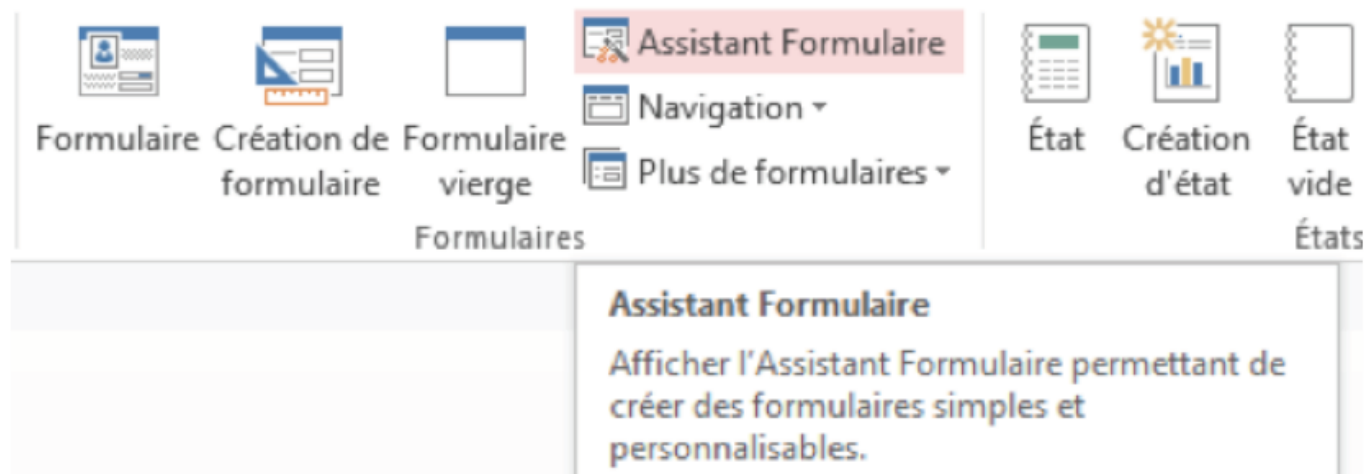 Formulaire
Création de
formulaire
Formulaire
vierge
Assistant Formulaire
Navigation
Plus de formulaires
Formulaires
État
Création
d'état
État
vide
États
Assistant Formulaire
Afficher l'Assistant Formulaire permettant de
créer des formulaires simples et
personnalisables.